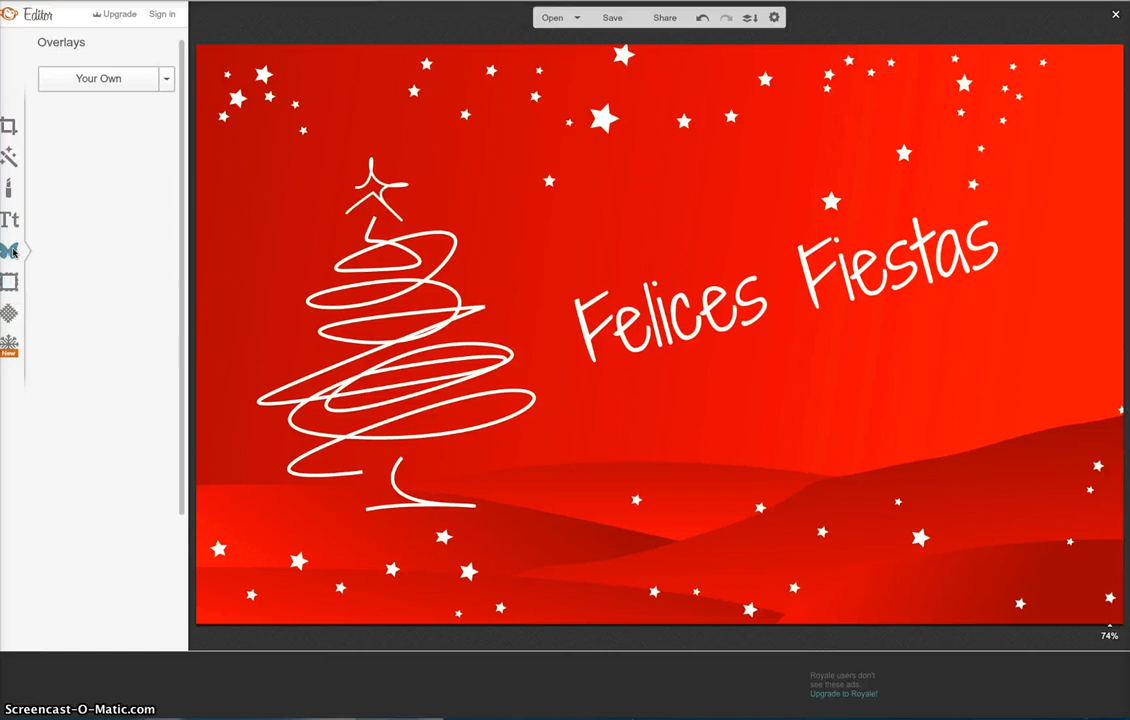 Editor
Upgrade
Sign in
Open
Save
Share
Overlays
Your Own
Tt
Felices Fiestas
New
74%
Royale users don't
see these ads.
Upgrade to Royale!
Screencast-O-Matic.com